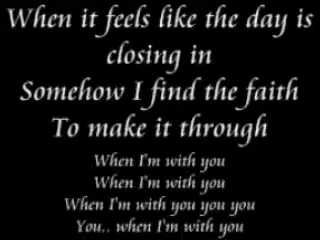 When it feels like the day is
closing in
Somehow I find the faith
To make it through
When I'm with you
When I'm with you
When I'm with you you you
You.. when I'm with you